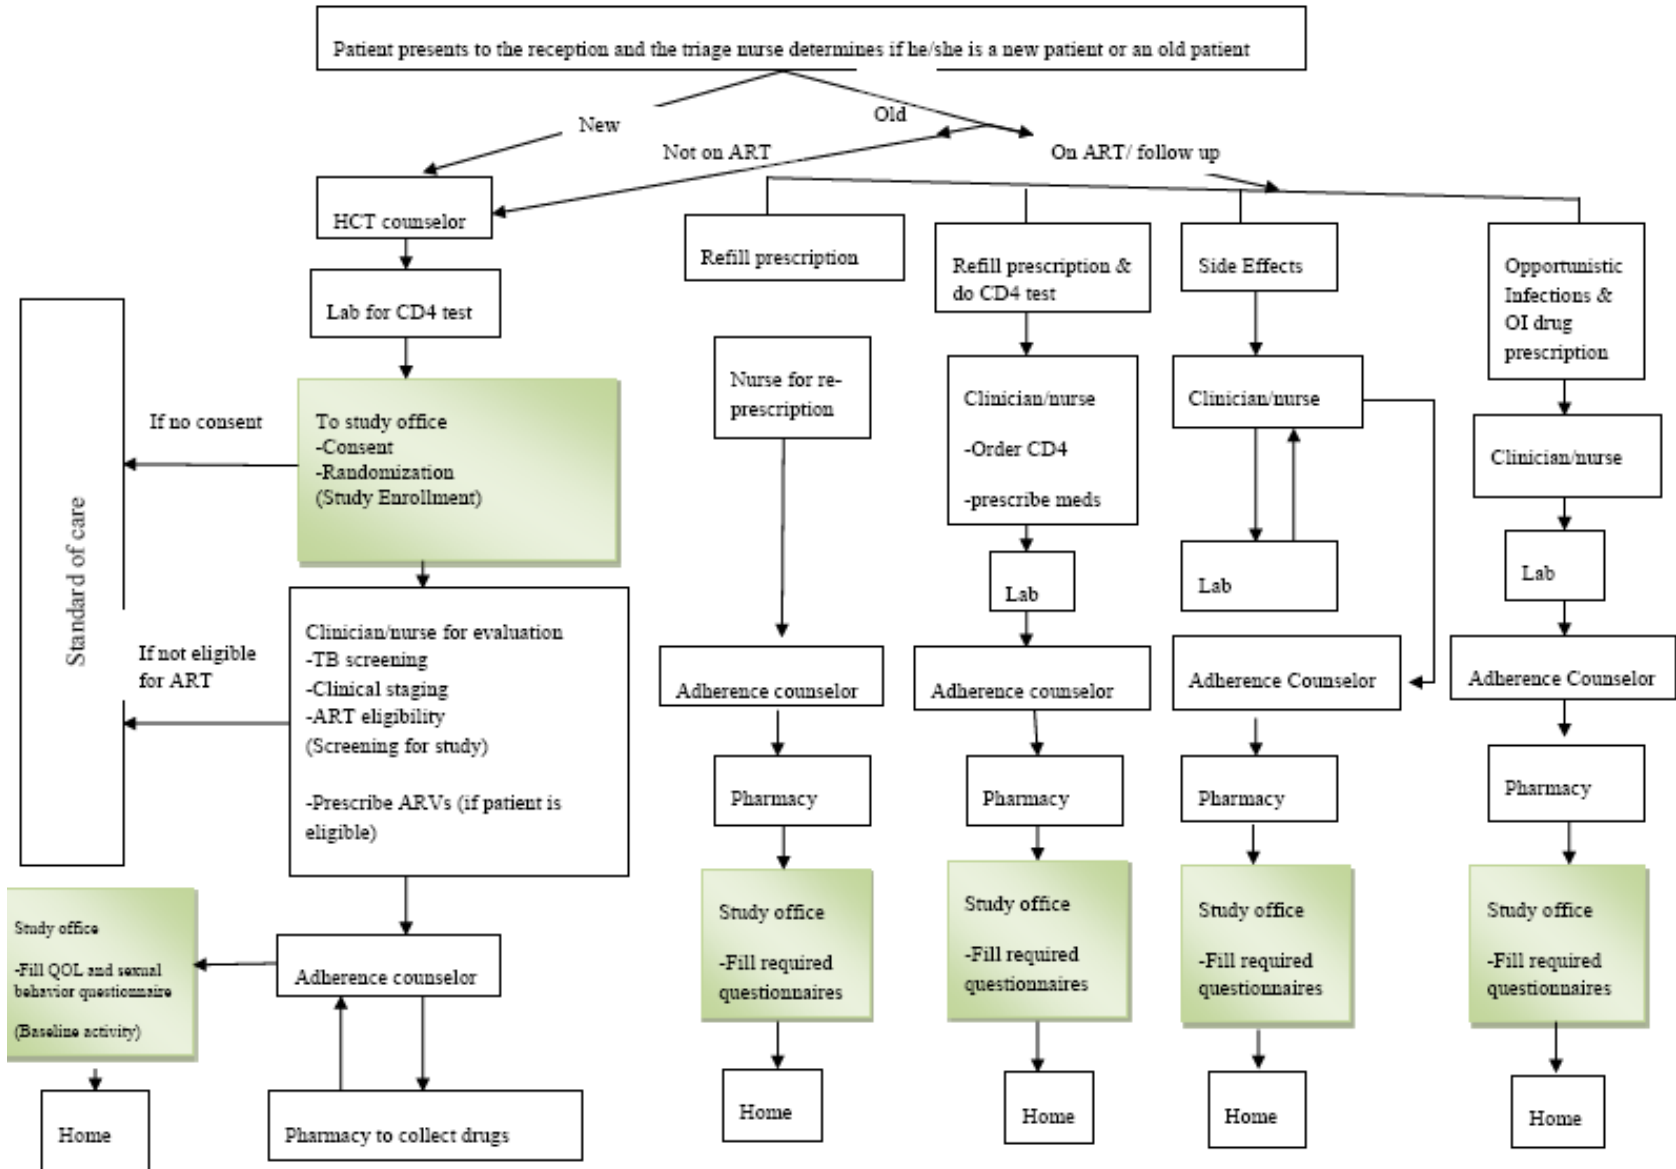 Patient presents to the reception and the triage nurse determines if he/she is a new patient or an old patient
New
Old
Not on ART
On ART/ follow up
HCT counselor
Lab for CD4 test
To study office
-Consent
-Randomization
(Study Enrollment)
If no consent
Standard of care
If not eligible
for ART
Clinician/nurse for evaluation
-TB screening
-Clinical staging
-ART eligibility
(Screening for study)
-Prescribe ARVs (if patient is
eligible)
Adherence counselor
Study office
-Fill QOL and sexual
behavior questionnaire
(Baseline activity)
Home
Pharmacy to collect drugs
Refill prescription
Nurse for re-
prescription
Adherence counselor
Pharmacy
Study office
-Fill required
questionnaires
Home
Refill prescription &
do CD4 test
Clinician/nurse
-Order CD4
-prescribe meds
Lab
Adherence counselor
Pharmacy
Study office
-Fill required
questionnaires
Home
Side Effects
Clinician/nurse
Lab
Adherence Counselor
Pharmacy
Study office
-Fill required
questionnaires
Home
Opportunistic
Infections &
OI drug
prescription
Clinician/nurse
Lab
Adherence Counselor
Pharmacy
Study office
-Fill required
questionnaires
Home